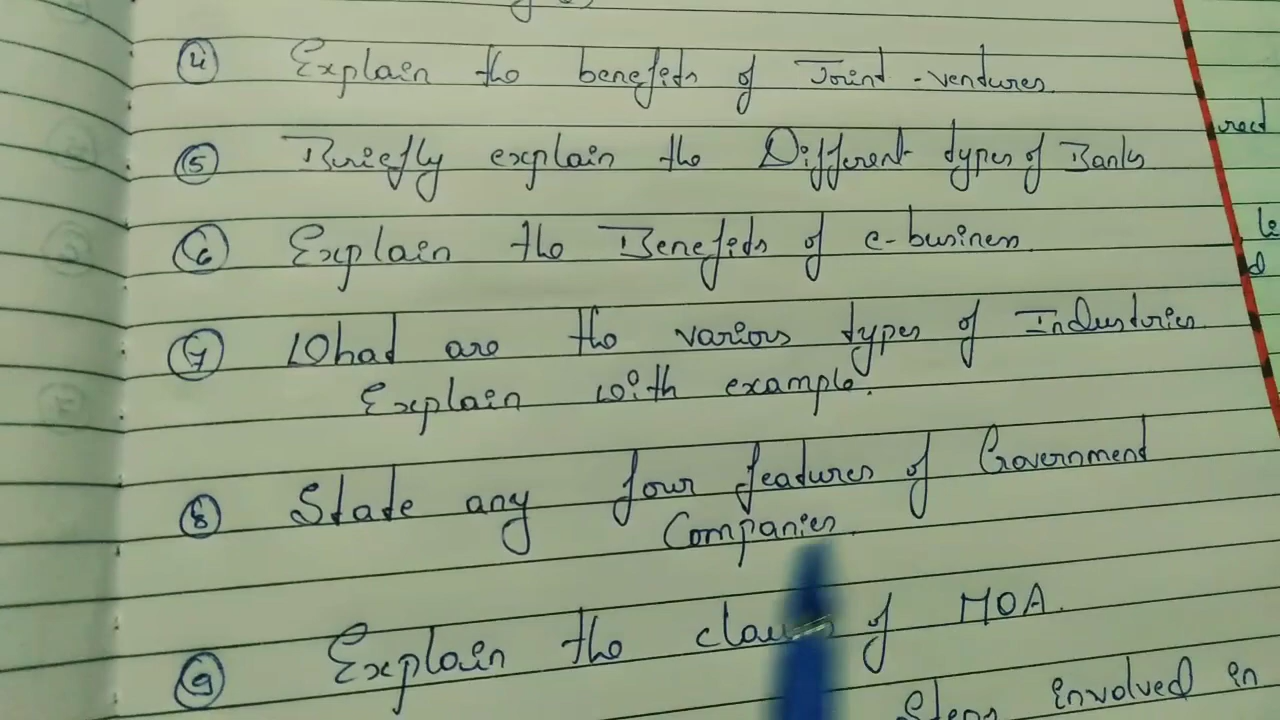 ④ Explain the benefits of Joint-ventures
⑤ Briefly explain the Different types of Banks
⑥ Explain the Benefits of e-business
⑦ What are the various types of Industries
Explain with example.
⑧ State any four features of Government
Companies
⑨ Explain the clauses of MOA.
Steps involved in